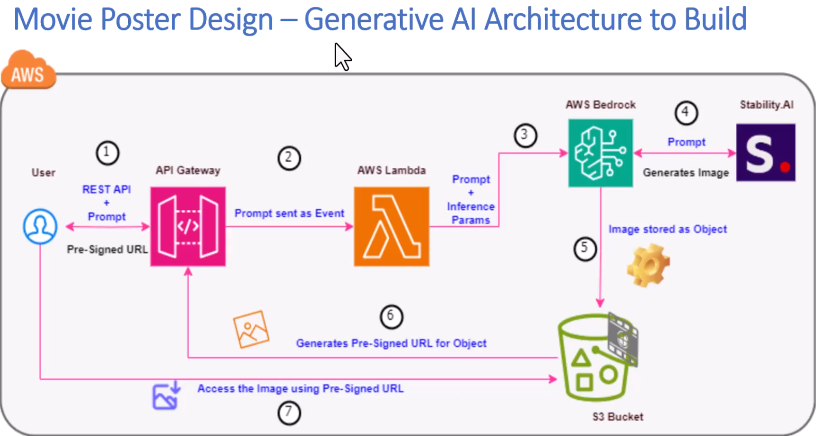 Movie Poster Design – Generative AI Architecture to Build
AWS
AWS Bedrock
Stability.AI
1
2
3
4
User
API Gateway
AWS Lambda
Prompt
Generates Image
S.
REST API
+
Prompt
</>
Prompt sent as Event
Prompt
+
Inference
Params
Pre-Signed URL
5
Image stored as Object
6
Generates Pre-Signed URL for Object
Access the Image using Pre-Signed URL
7
S3 Bucket